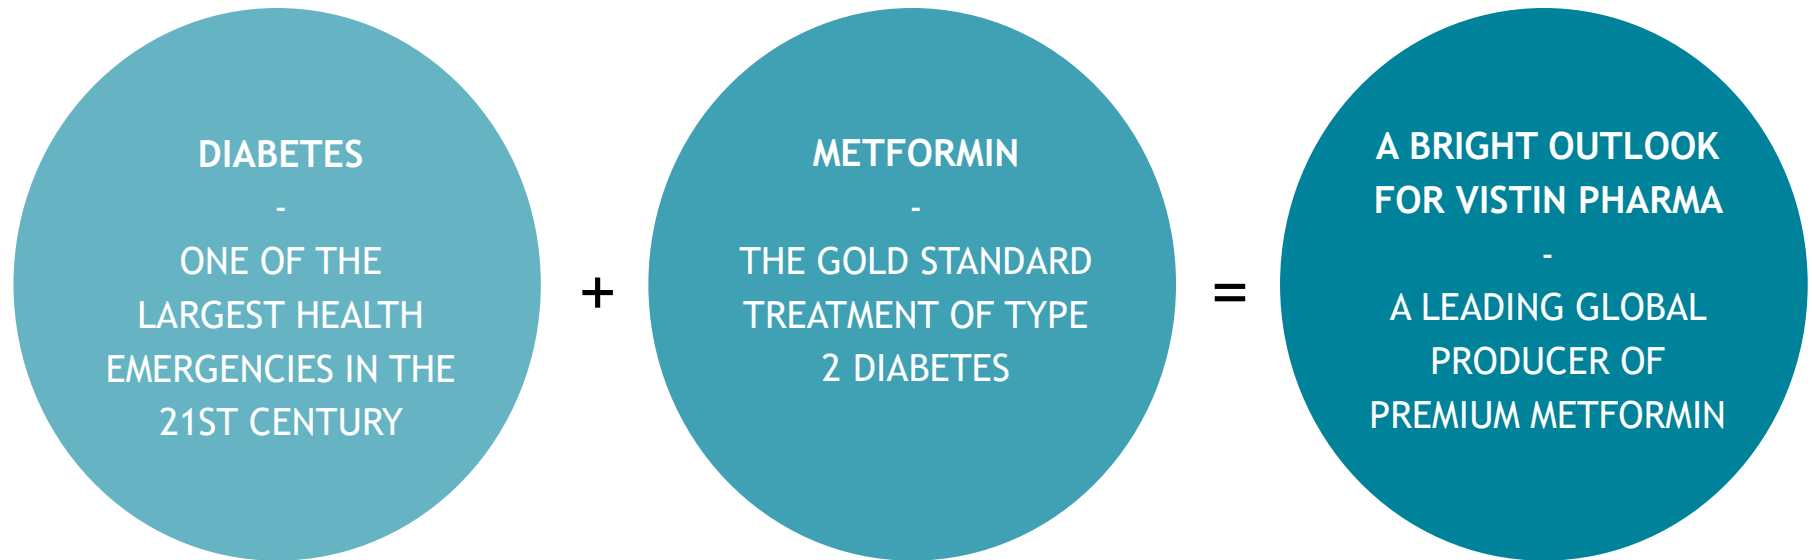 DIABETES
-
ONE OF THE
LARGEST HEALTH
EMERGENCIES IN THE
21ST CENTURY
+
METFORMIN
-
THE GOLD STANDARD
TREATMENT OF TYPE
2 DIABETES
=
A BRIGHT OUTLOOK
FOR VISTIN PHARMA
-
A LEADING GLOBAL
PRODUCER OF
PREMIUM METFORMIN